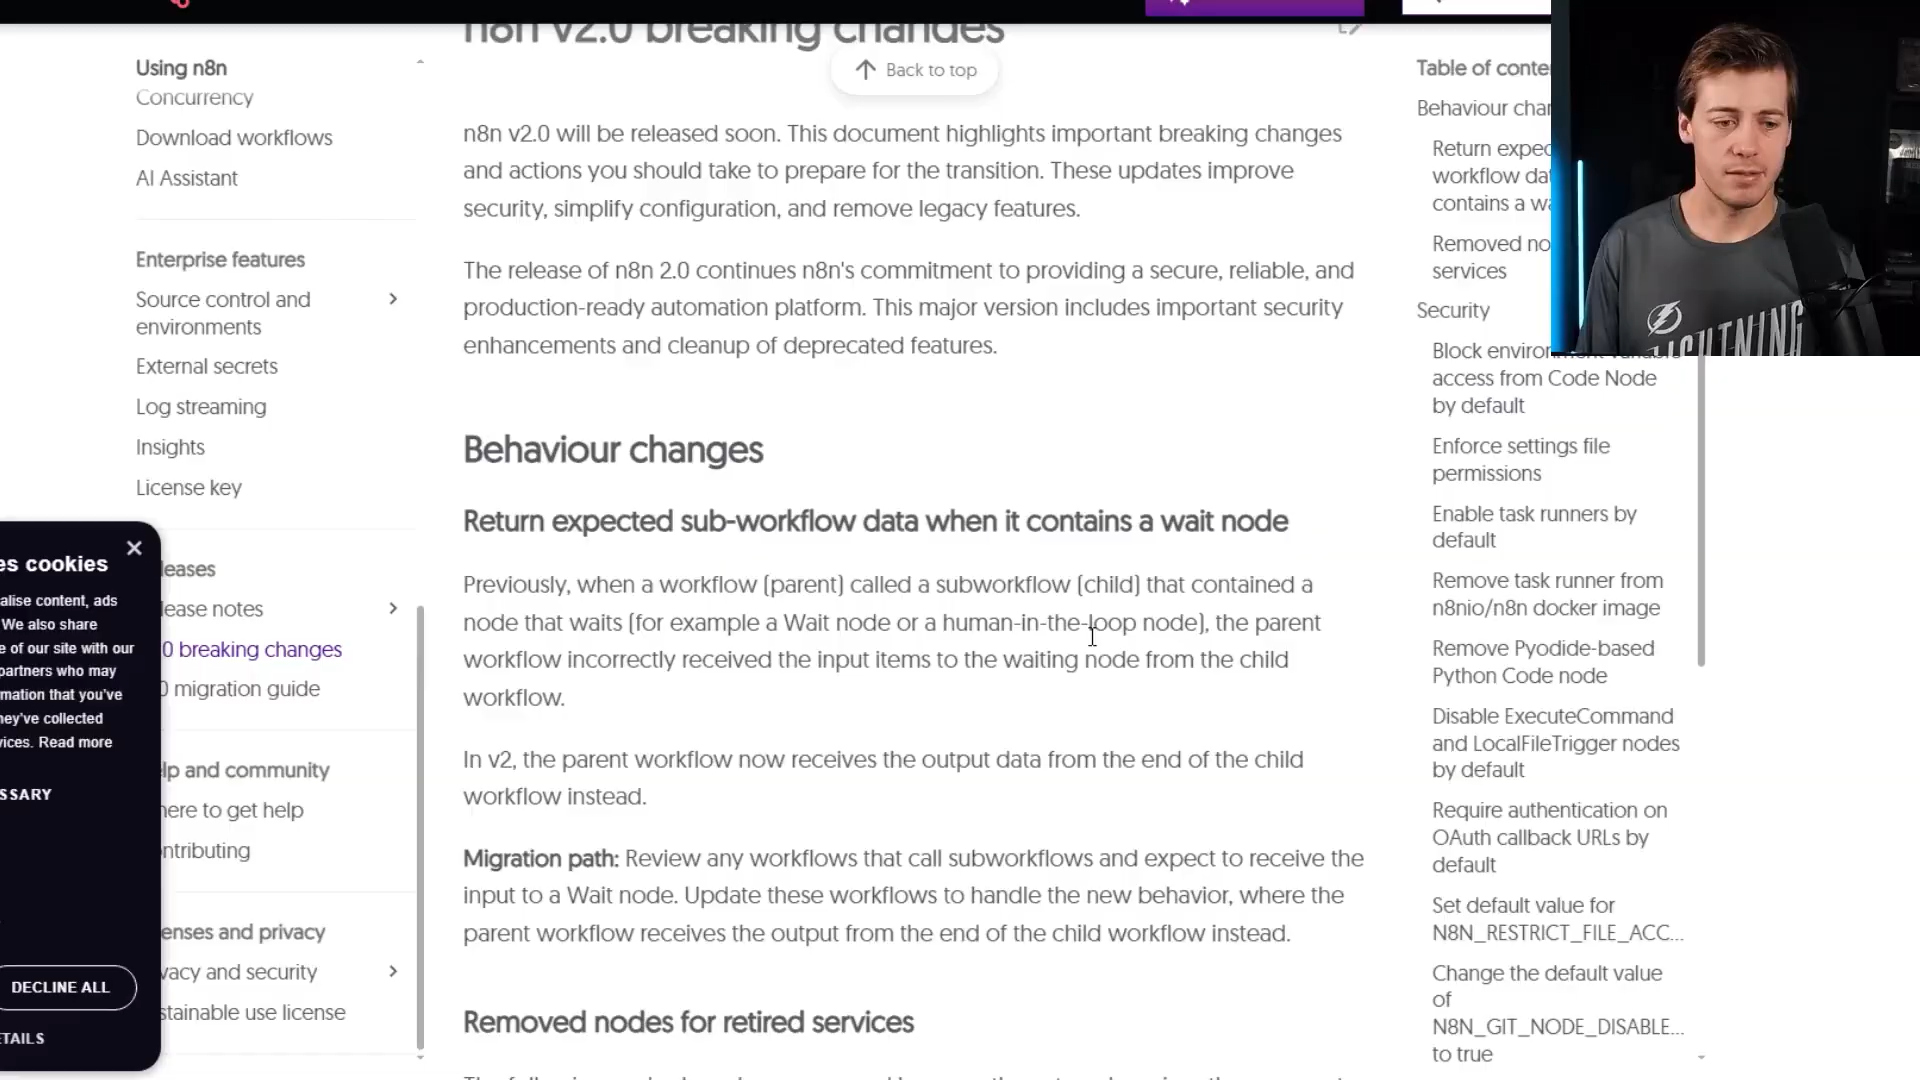 n8n v2.0 breaking changes
Back to top
Using n8n
Concurrency
Download workflows
AI Assistant
Enterprise features
Source control and
environments
External secrets
Log streaming
Insights
License key
leases
lease notes
0 breaking changes
0 migration guide
lp and community
here to get help
ntributing
enses and privacy
vacy and security
stainable use license
es cookies
alise content, ads
We also share
e of our site with our
partners who may
mation that you've
hey've collected
vices. Read more
SSARY
DECLINE ALL
ETAILS
n8n v2.0 will be released soon. This document highlights important breaking changes
and actions you should take to prepare for the transition. These updates improve
security, simplify configuration, and remove legacy features.
The release of n8n 2.0 continues n8n's commitment to providing a secure, reliable, and
production-ready automation platform. This major version includes important security
enhancements and cleanup of deprecated features.
Behaviour changes
Return expected sub-workflow data when it contains a wait node
Previously, when a workflow (parent) called a subworkflow (child) that contained a
node that waits (for example a Wait node or a human-in-the-loop node), the parent
workflow incorrectly received the input items to the waiting node from the child
workflow.
In v2, the parent workflow now receives the output data from the end of the child
workflow instead.
Migration path: Review any workflows that call subworkflows and expect to receive the
input to a Wait node. Update these workflows to handle the new behavior, where the
parent workflow receives the output from the end of the child workflow instead.
Removed nodes for retired services
Table of conte
Behaviour char
Return expec
workflow dat
contains a wa
Removed no
services
Security
Block environment variable
access from Code Node
by default
Enforce settings file
permissions
Enable task runners by
default
Remove task runner from
n8nio/n8n docker image
Remove Pyodide-based
Python Code node
Disable ExecuteCommand
and LocalFileTrigger nodes
by default
Require authentication on
OAuth callback URLs by
default
Set default value for
N8N_RESTRICT_FILE_ACC...
Change the default value
of
N8N_GIT_NODE_DISABLE...
to true
LIGHTNING